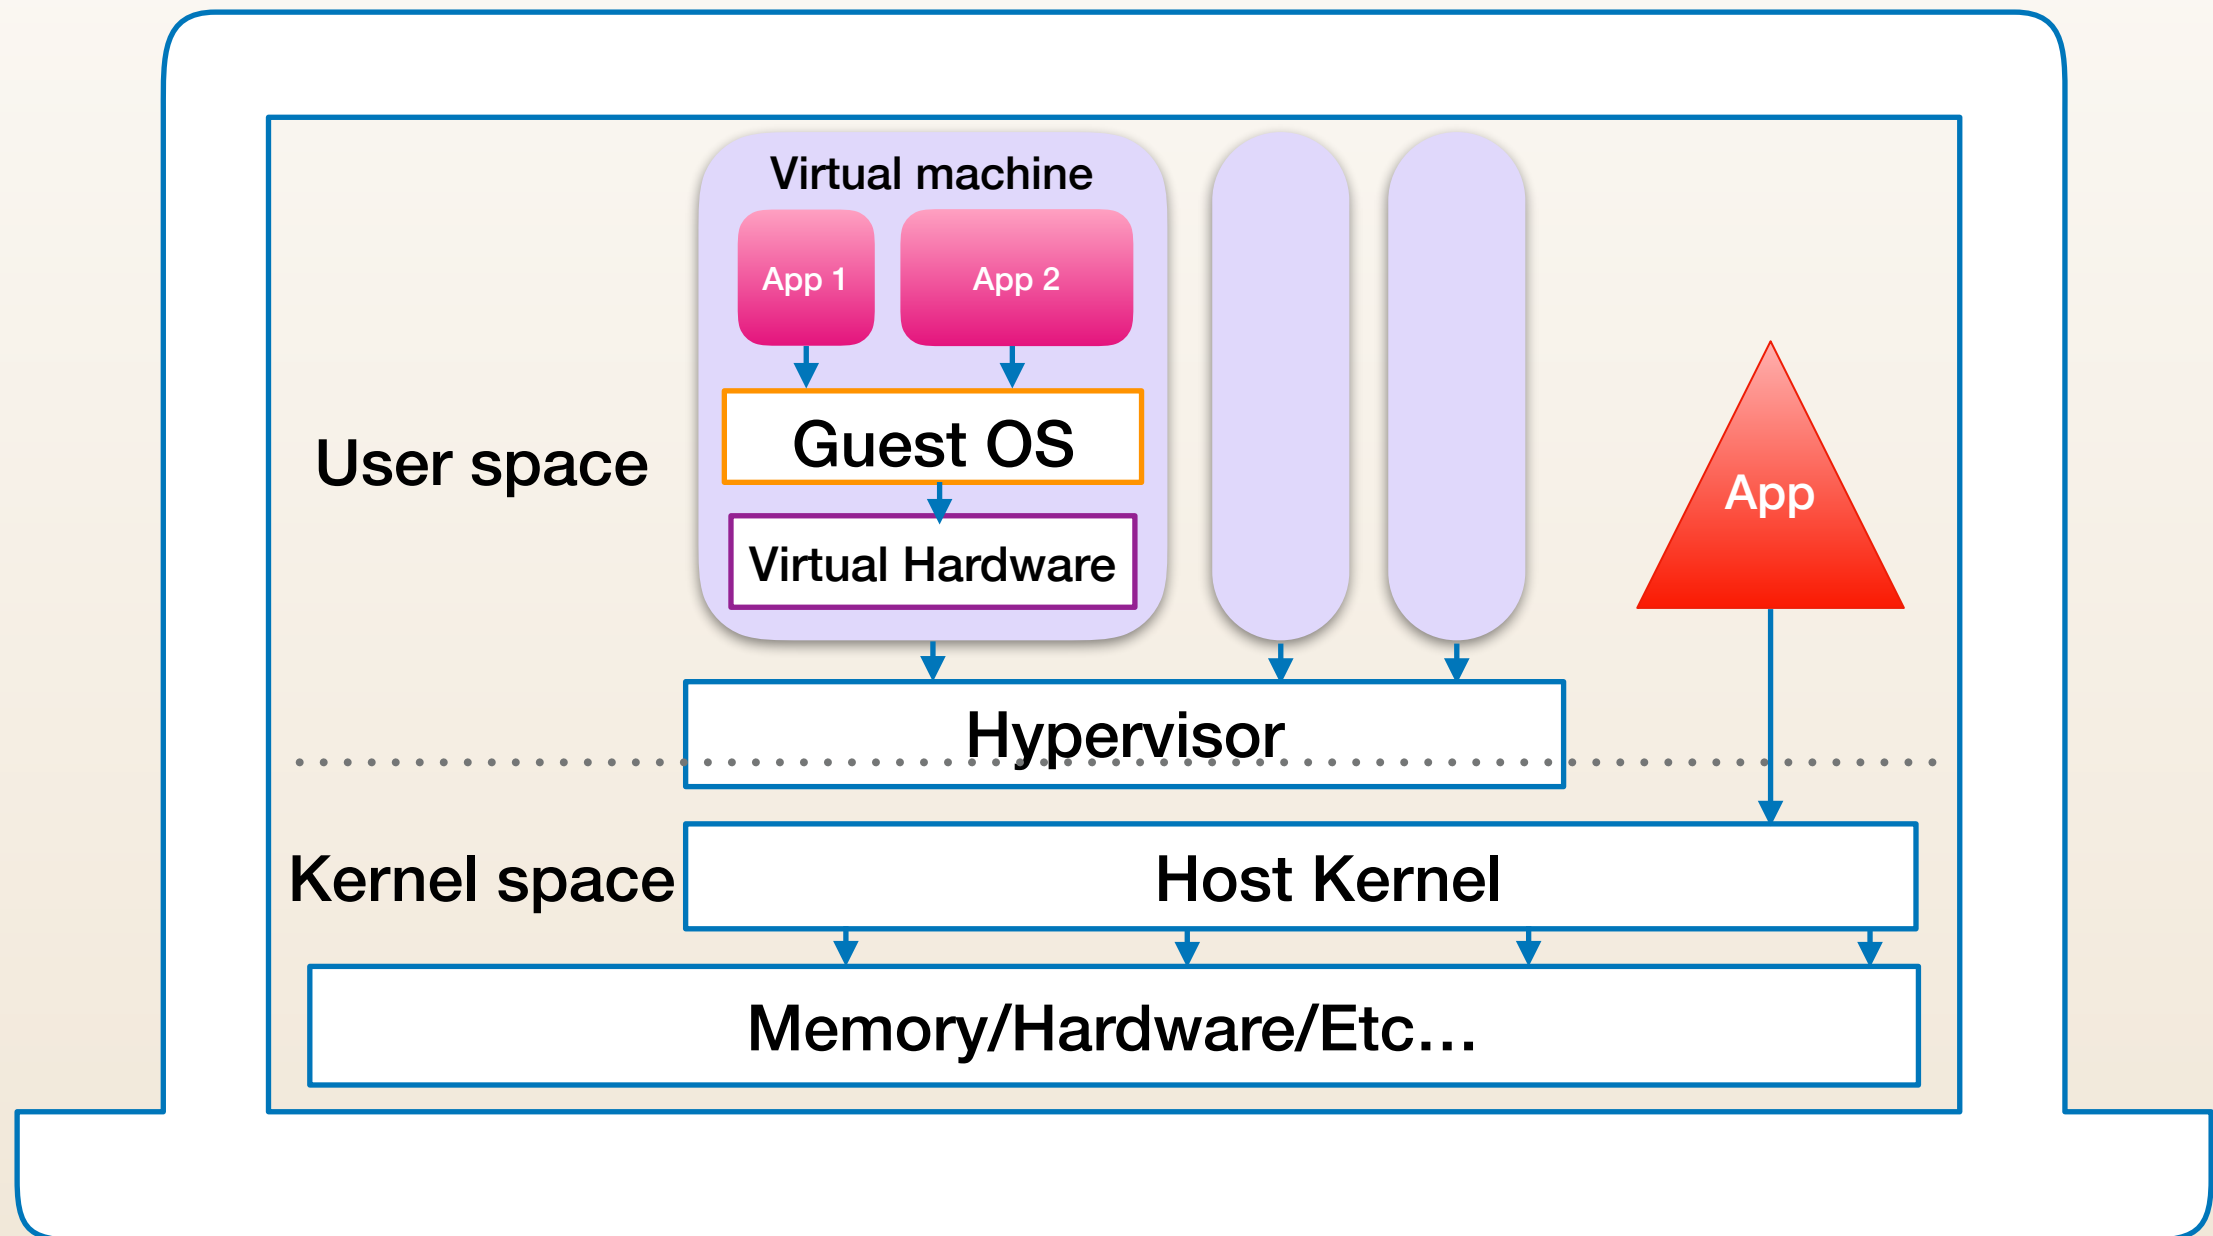 Virtual machine
App 1
App 2
Guest OS
User space
App
Virtual Hardware
Hypervisor
Kernel space
Host Kernel
Memory/Hardware/Etc...